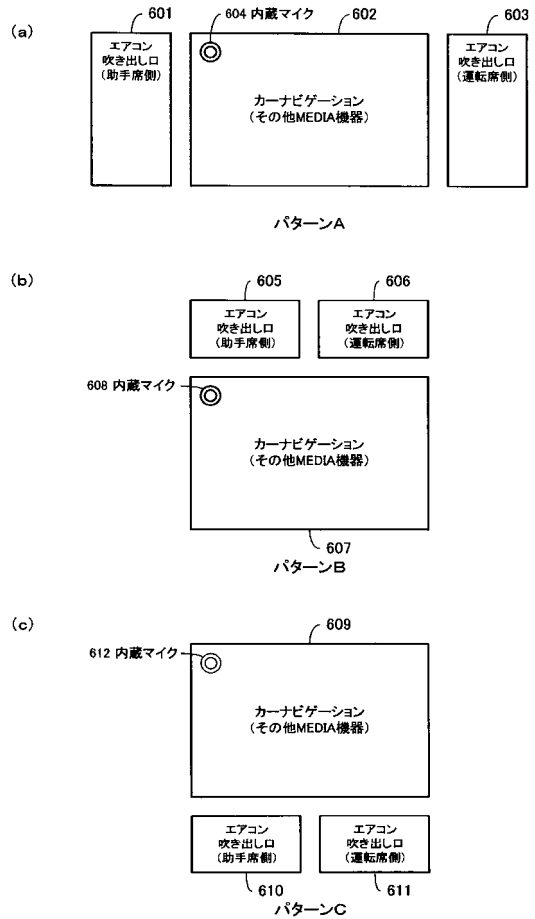 (a)
601
604 内蔵マイク
602
603
エアコン
吹き出し口
(助手席側)
カーナビゲーション
(その他MEDIA機器)
エアコン
吹き出し口
(運転席側)
パターンA
(b)
605
606
エアコン
吹き出し口
(助手席側)
エアコン
吹き出し口
(運転席側)
608 内蔵マイク
カーナビゲーション
(その他MEDIA機器)
607
パターンB
(c)
609
612 内蔵マイク
カーナビゲーション
(その他MEDIA機器)
エアコン
吹き出し口
(助手席側)
エアコン
吹き出し口
(運転席側)
610
611
パターンC